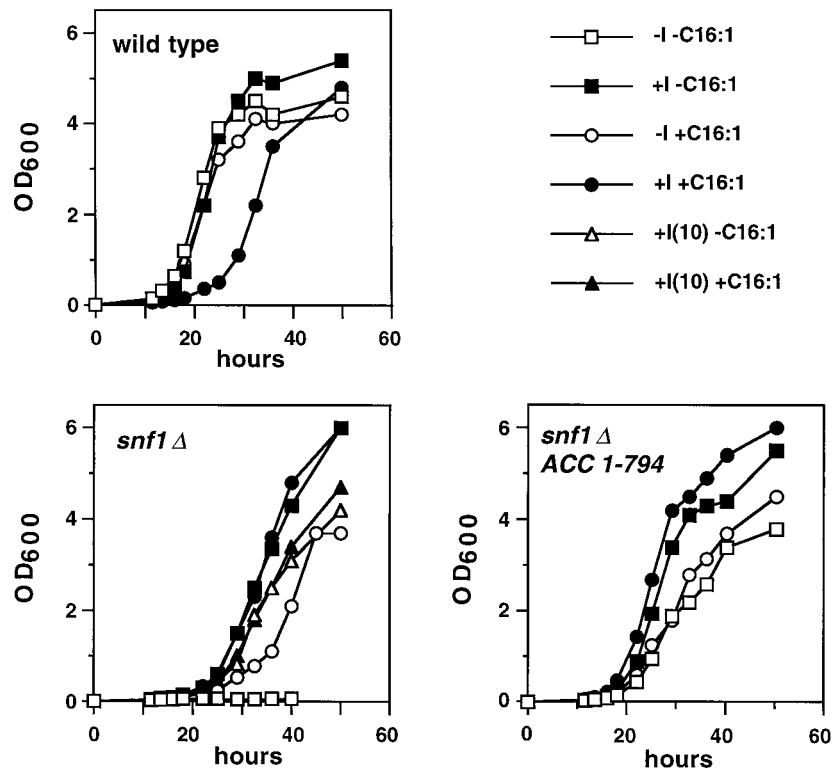 wild type
OD600
6
4
2
0
0 20 40 60
hours
-I -C16:1
+I -C16:1
-I +C16:1
+I +C16:1
+I(10) -C16:1
+I(10) +C16:1
snf1 Δ
OD600
6
4
2
0
0 20 40 60
hours
snf1 Δ
ACC 1-794
OD600
6
4
2
0
0 20 40 60
hours